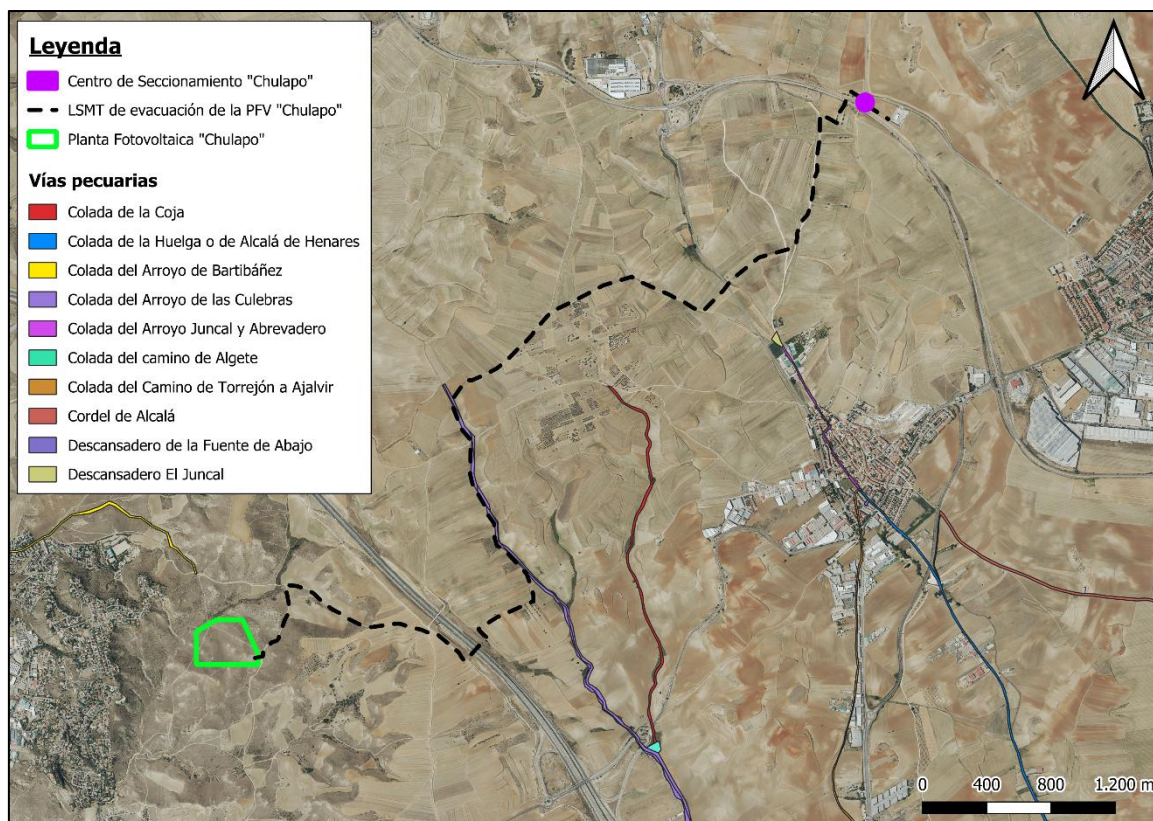 Leyenda
Centro de Seccionamiento "Chulapo"
LSMT de evacuación de la PFV "Chulapo"
Planta Fotovoltaica "Chulapo"
Vías pecuarias
Colada de la Coja
Colada de la Huelga o de Alcalá de Henares
Colada del Arroyo de Bartibáñez
Colada del Arroyo de las Culebras
Colada del Arroyo Juncal y Abrevadero
Colada del camino de Algete
Colada del Camino de Torrejón a Ajalvir
Cordel de Alcalá
Descansadero de la Fuente de Abajo
Descansadero El Juncal
0 400 800 1.200 m